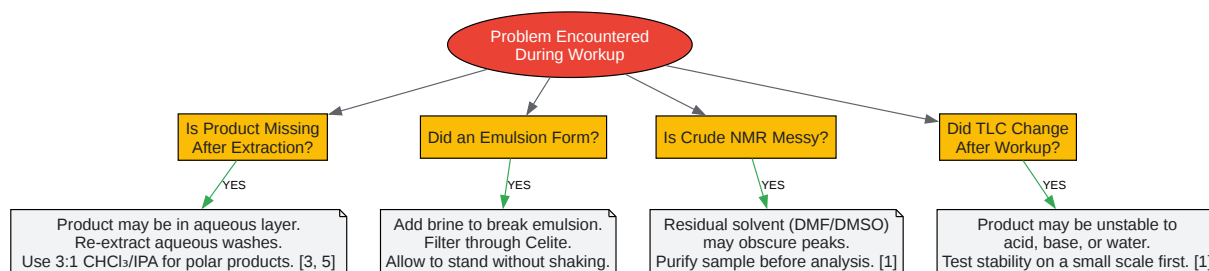 Problem Encountered
During Workup
Is Product Missing
After Extraction?
Did an Emulsion Form?
Is Crude NMR Messy?
Did TLC Change
After Workup?
YES
YES
YES
YES
Product may be in aqueous layer.
Re-extract aqueous washes.
Use 3:1 CHCl₃/IPA for polar products. [3, 5]
Add brine to break emulsion.
Filter through Celite.
Allow to stand without shaking.
Residual solvent (DMF/DMSO)
may obscure peaks.
Purify sample before analysis. [1]
Product may be unstable to
acid, base, or water.
Test stability on a small scale first. [1]